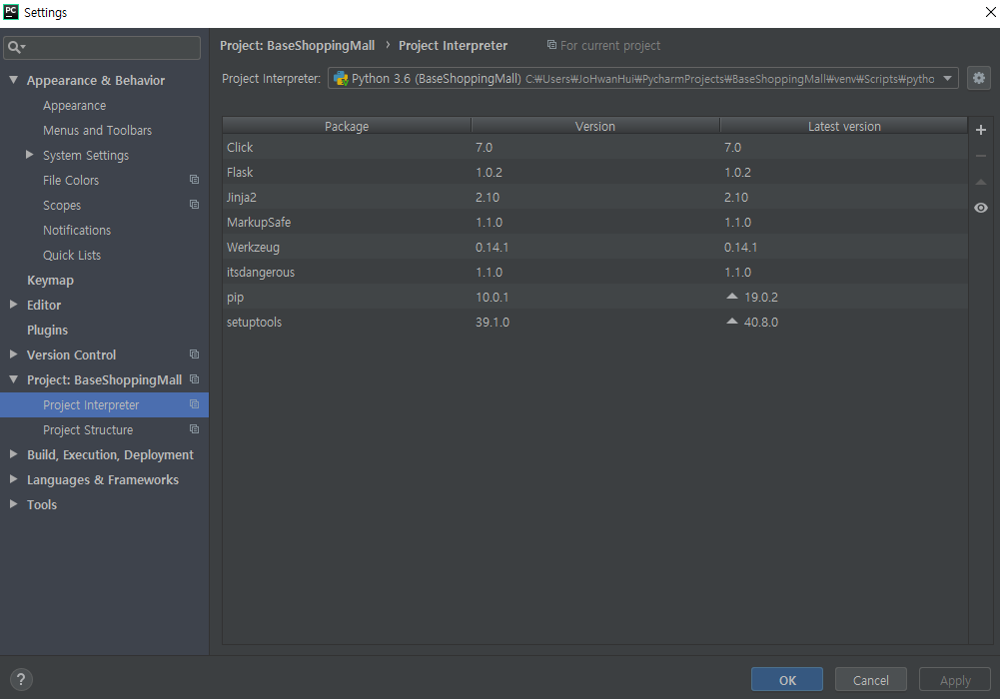 PC Settings
Appearance & Behavior
Appearance
Menus and Toolbars
System Settings
File Colors
Scopes
Notifications
Quick Lists
Keymap
Editor
Plugins
Version Control
Project: BaseShoppingMall
Project Interpreter
Project Structure
Build, Execution, Deployment
Languages & Frameworks
Tools
Project: BaseShoppingMall › Project Interpreter For current project
Project Interpreter: Python 3.6 (BaseShoppingMall) C:₩Users₩JoHwanHui₩PycharmProjects₩BaseShoppingMall₩venv₩Scripts₩pytho
Package Version Latest version
Click 7.0 7.0
Flask 1.0.2 1.0.2
Jinja2 2.10 2.10
MarkupSafe 1.1.0 1.1.0
Werkzeug 0.14.1 0.14.1
itsdangerous 1.1.0 1.1.0
pip 10.0.1 19.0.2
setuptools 39.1.0 40.8.0
? OK Cancel Apply